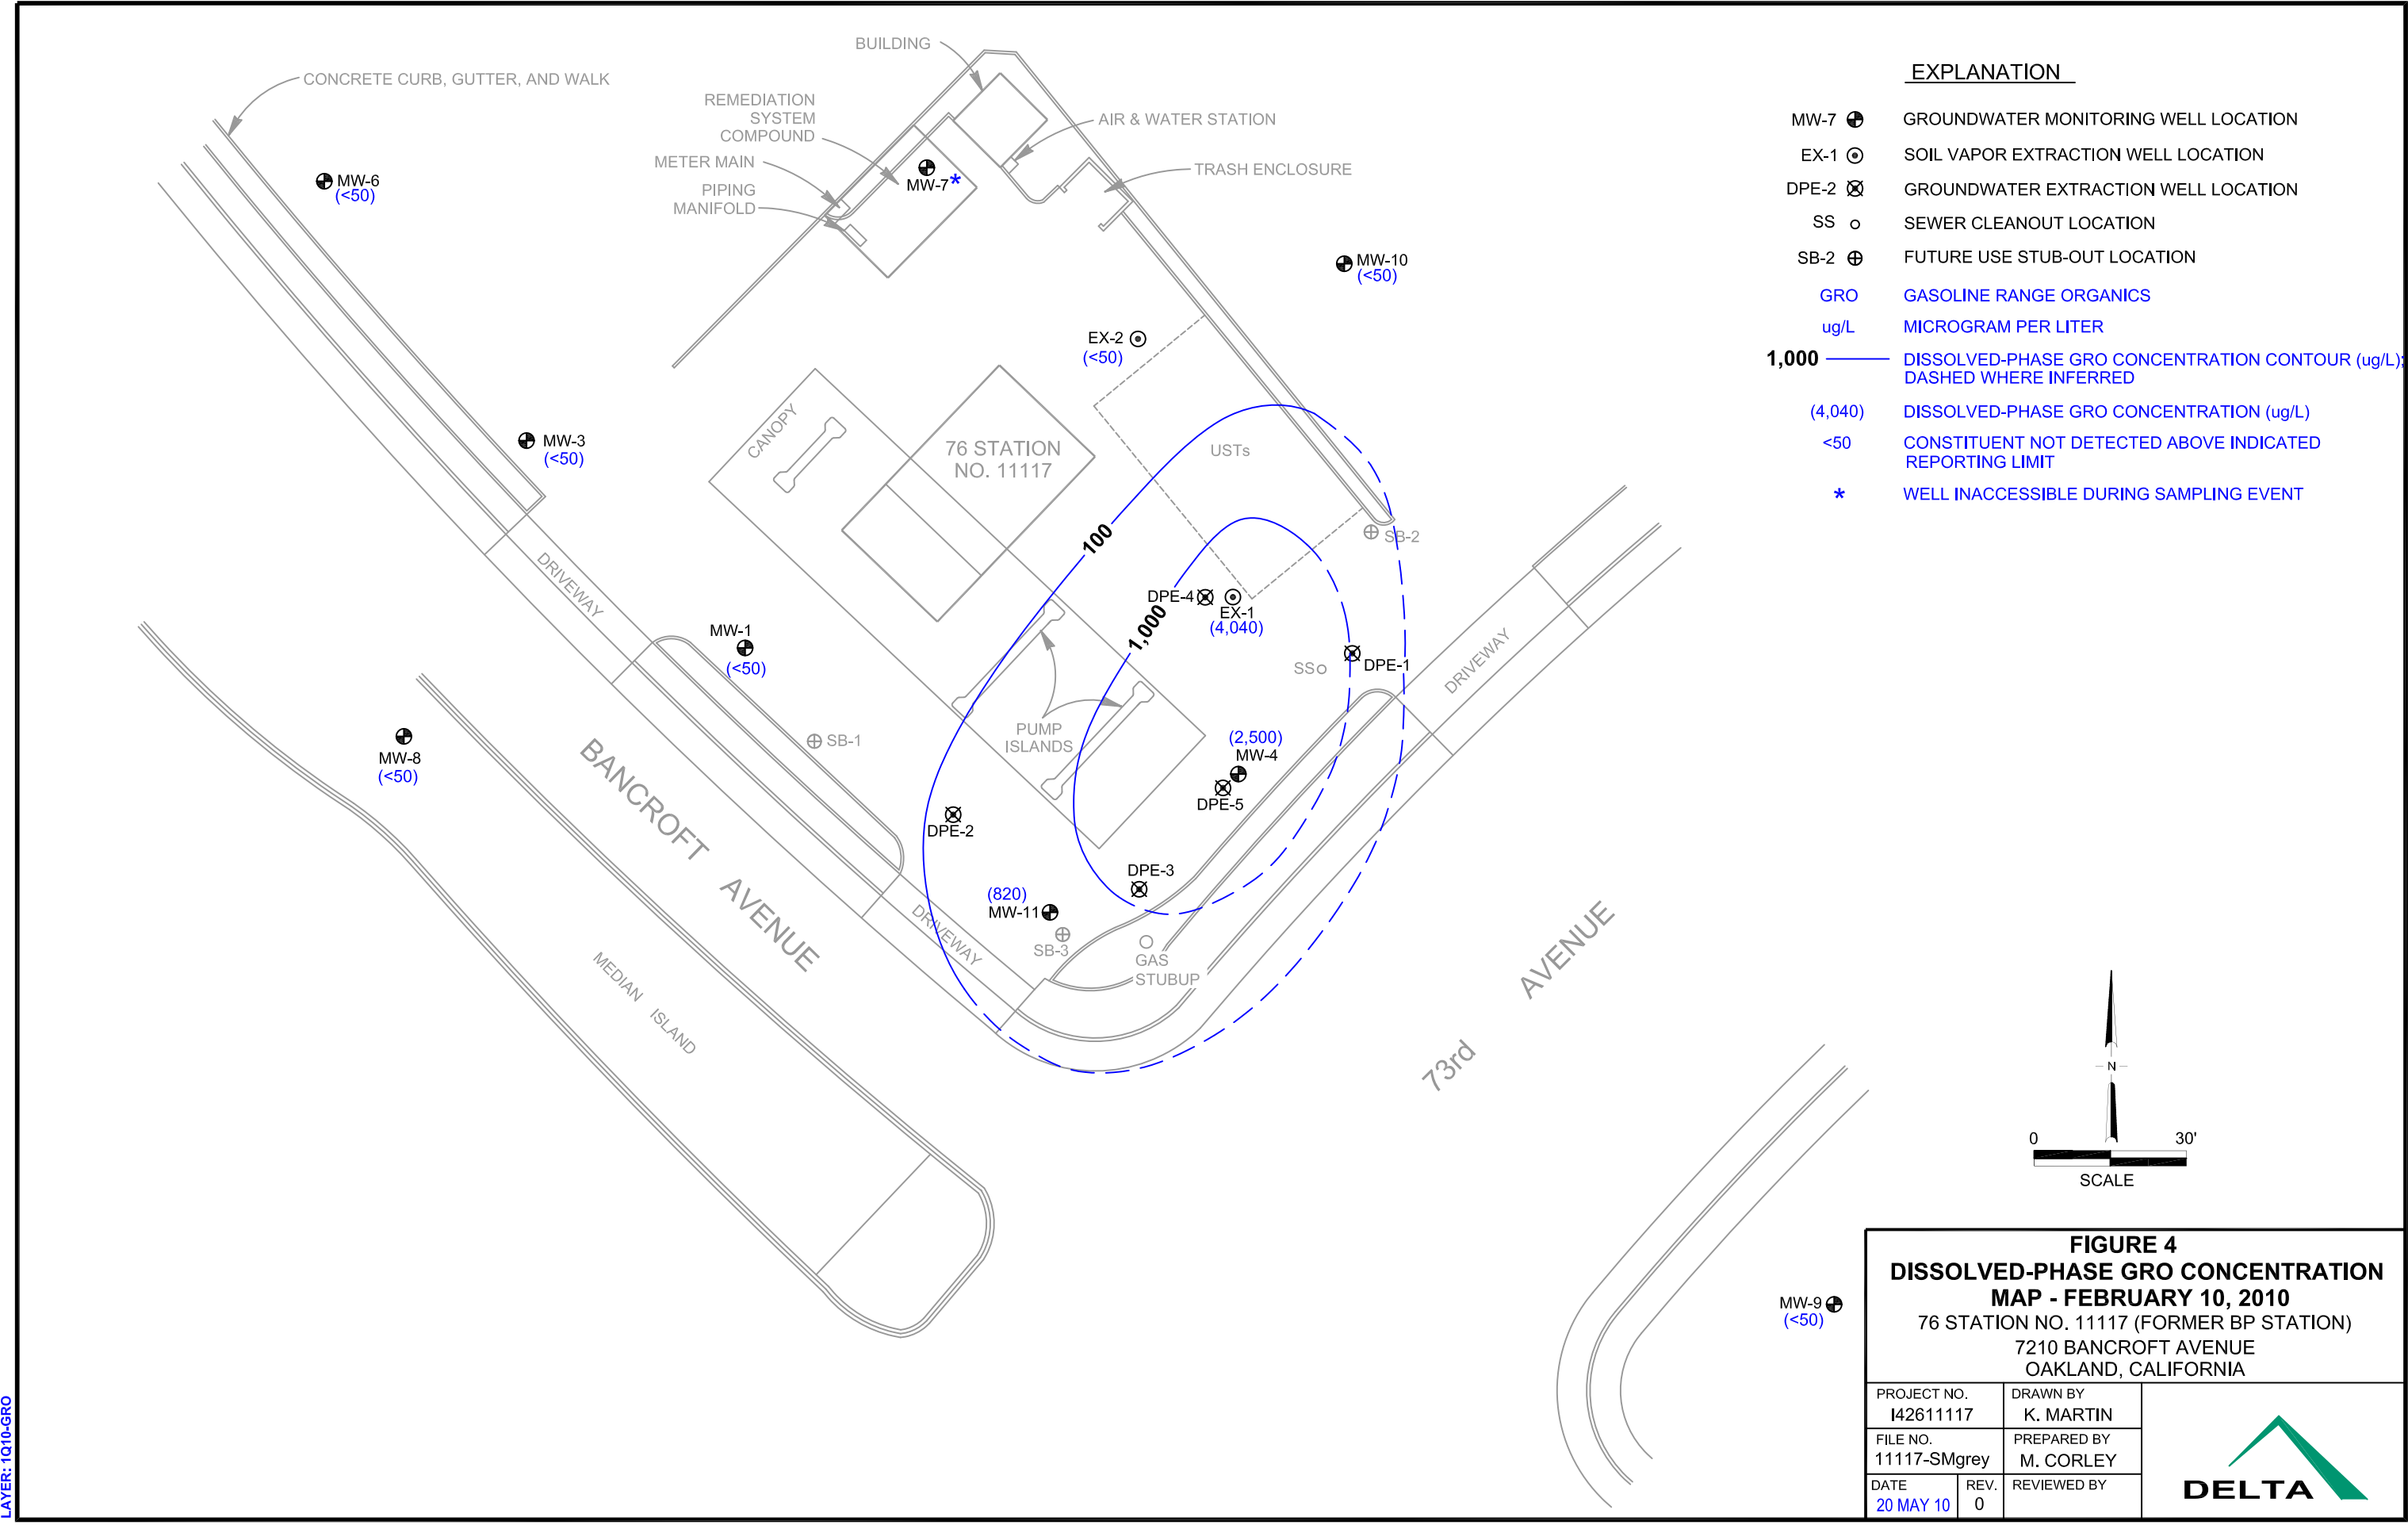 BUILDING
CONCRETE CURB, GUTTER, AND WALK
REMEDIATION
SYSTEM
COMPOUND
AIR & WATER STATION
METER MAIN
TRASH ENCLOSURE
PIPING
MANIFOLD
MW-6
(<50)
MW-7*
MW-10
(<50)
EX-2
(<50)
CANOPY
76 STATION
NO. 11117
USTs
MW-3
(<50)
100
SB-2
DRIVEWAY
DPE-4
EX-1
(4,040)
1,000
MW-1
(<50)
SS
DPE-1
DRIVEWAY
PUMP
ISLANDS
SB-1
(2,500)
MW-4
DPE-5
MW-8
(<50)
BANCROFT AVENUE
DPE-2
DPE-3
(820)
MW-11
SB-3
DRIVEWAY
GAS
STUBUP
MEDIAN ISLAND
73rd AVENUE
MW-9
(<50)
EXPLANATION
MW-7 GROUNDWATER MONITORING WELL LOCATION
EX-1 SOIL VAPOR EXTRACTION WELL LOCATION
DPE-2 GROUNDWATER EXTRACTION WELL LOCATION
SS SEWER CLEANOUT LOCATION
SB-2 FUTURE USE STUB-OUT LOCATION
GRO GASOLINE RANGE ORGANICS
ug/L MICROGRAM PER LITER
1,000 DISSOLVED-PHASE GRO CONCENTRATION CONTOUR (ug/L);
DASHED WHERE INFERRED
(4,040) DISSOLVED-PHASE GRO CONCENTRATION (ug/L)
<50 CONSTITUENT NOT DETECTED ABOVE INDICATED
REPORTING LIMIT
* WELL INACCESSIBLE DURING SAMPLING EVENT
N
0 30'
SCALE
FIGURE 4
DISSOLVED-PHASE GRO CONCENTRATION
MAP - FEBRUARY 10, 2010
76 STATION NO. 11117 (FORMER BP STATION)
7210 BANCROFT AVENUE
OAKLAND, CALIFORNIA
PROJECT NO.
I42611117
DRAWN BY
K. MARTIN
FILE NO.
11117-SMgrey
PREPARED BY
M. CORLEY
DATE
20 MAY 10
REV.
0
REVIEWED BY
DELTA
LAYER: 1Q10-GRO